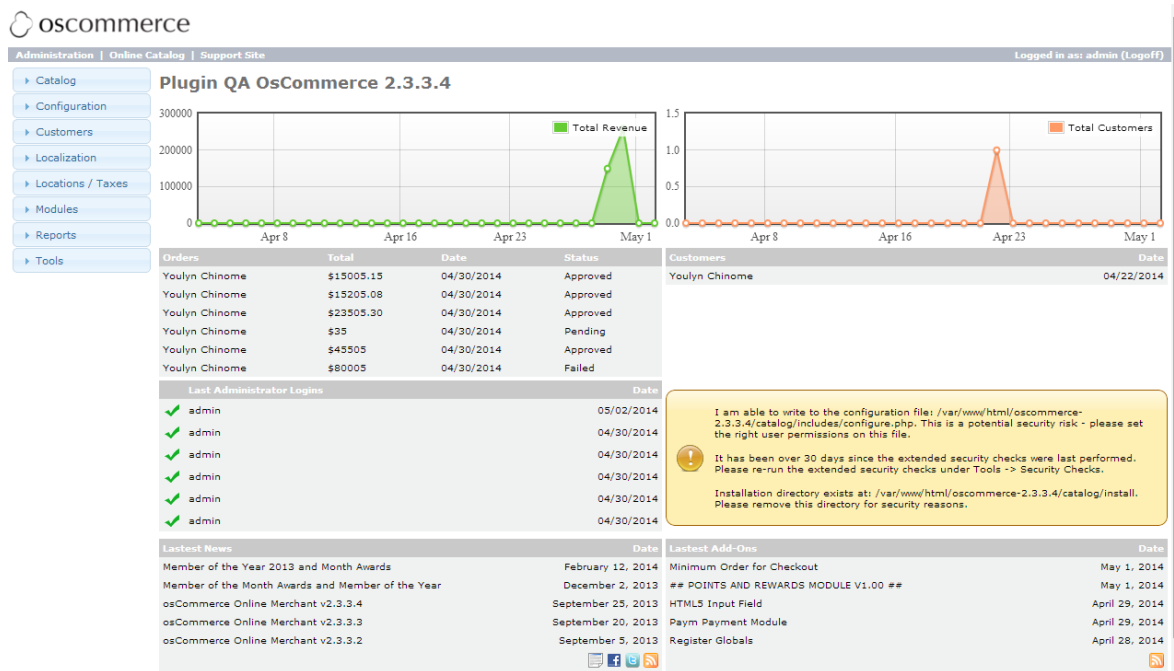 oscommerce
Administration | Online Catalog | Support Site
Logged in as: admin (Logoff)
Catalog
Configuration
Customers
Localization
Locations / Taxes
Modules
Reports
Tools
Plugin QA OsCommerce 2.3.3.4
300000
200000
100000
0
Total Revenue
Apr 8 Apr 16 Apr 23 May 1
1.5
1.0
0.5
0.0
Total Customers
Apr 8 Apr 16 Apr 23 May 1
Orders Total Date Status
Youlyn Chinome $15005.15 04/30/2014 Approved
Youlyn Chinome $15205.08 04/30/2014 Approved
Youlyn Chinome $23505.30 04/30/2014 Approved
Youlyn Chinome $35 04/30/2014 Pending
Youlyn Chinome $45505 04/30/2014 Approved
Youlyn Chinome $80005 04/30/2014 Failed
Customers Date
Youlyn Chinome 04/22/2014
Last Administrator Logins Date
admin 05/02/2014
admin 04/30/2014
admin 04/30/2014
admin 04/30/2014
admin 04/30/2014
admin 04/30/2014
I am able to write to the configuration file: /var/www/html/oscommerce-
2.3.3.4/catalog/includes/configure.php. This is a potential security risk - please set
the right user permissions on this file.
It has been over 30 days since the extended security checks were last performed.
Please re-run the extended security checks under Tools -> Security Checks.
Installation directory exists at: /var/www/html/oscommerce-2.3.3.4/catalog/install.
Please remove this directory for security reasons.
Lastest News Date
Member of the Year 2013 and Month Awards February 12, 2014
Member of the Month Awards and Member of the Year December 2, 2013
osCommerce Online Merchant v2.3.3.4 September 25, 2013
osCommerce Online Merchant v2.3.3.3 September 20, 2013
osCommerce Online Merchant v2.3.3.2 September 5, 2013
Lastest Add-Ons Date
Minimum Order for Checkout May 1, 2014
## POINTS AND REWARDS MODULE V1.00 ## May 1, 2014
HTML5 Input Field April 29, 2014
Paym Payment Module April 29, 2014
Register Globals April 28, 2014